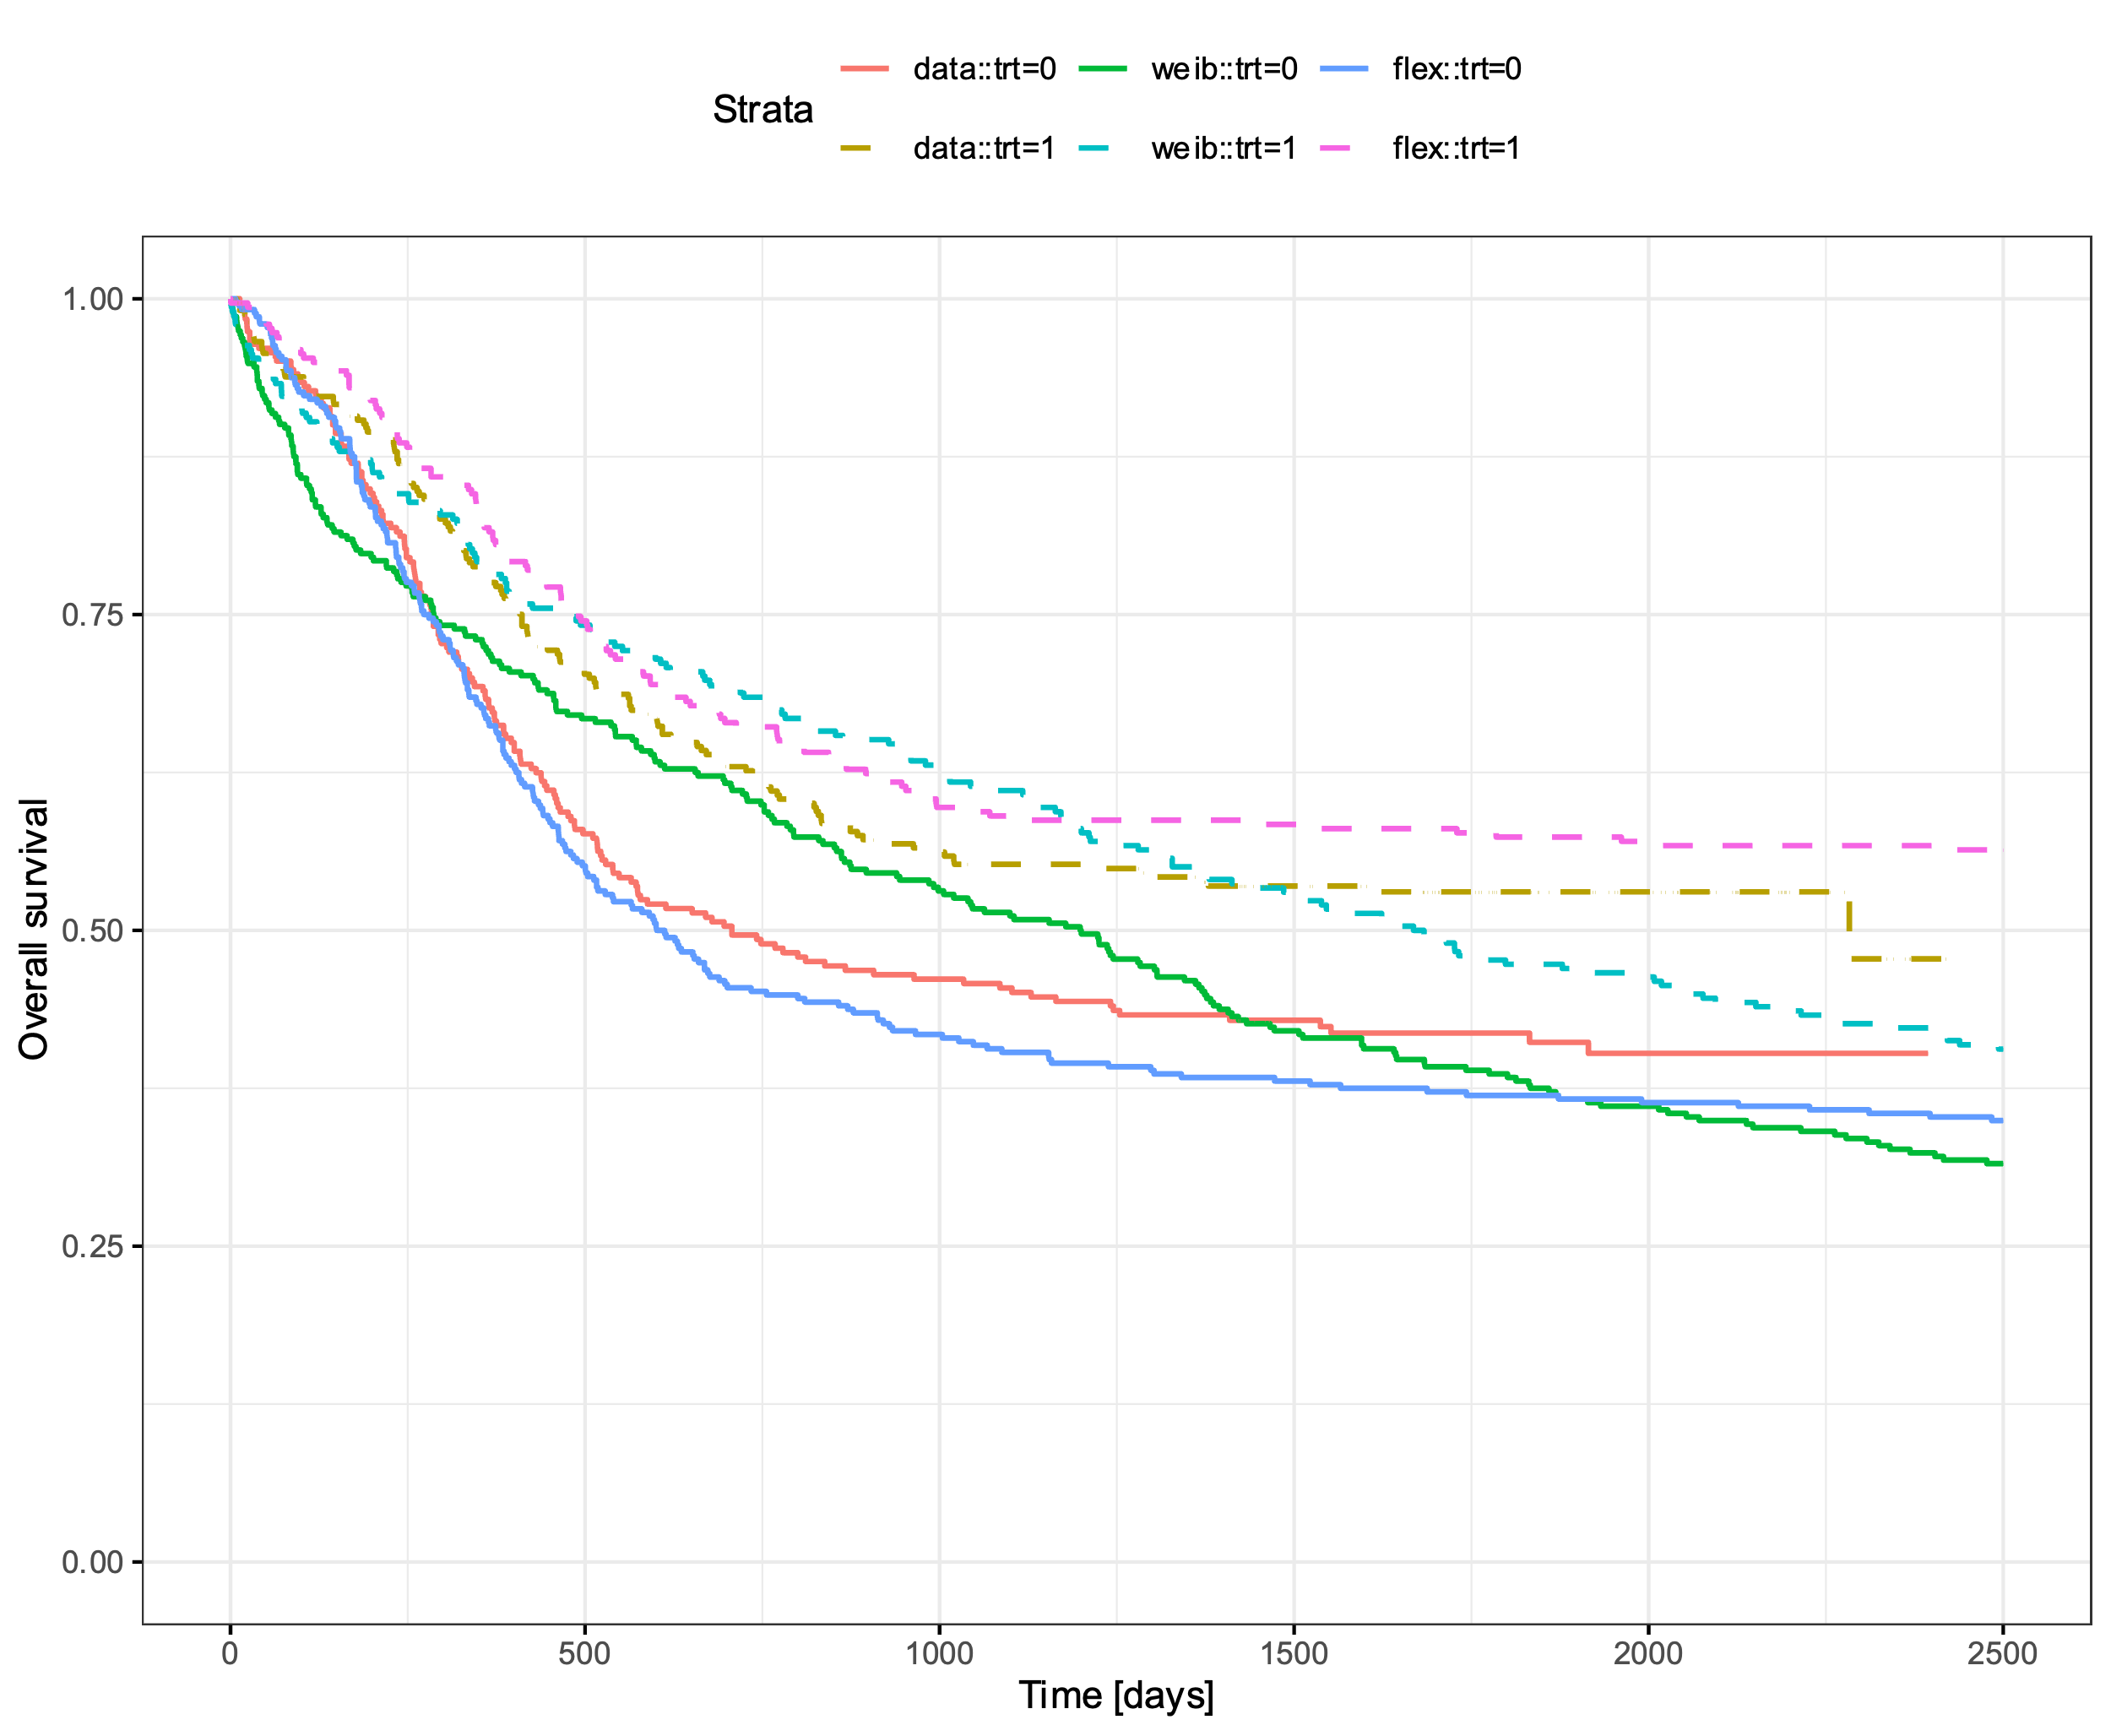 Strata
data::trt=0 weib::trt=0 flex::trt=0
data::trt=1 weib::trt=1 flex::trt=1
Overall survival
1.00
0.75
0.50
0.25
0.00
0 500 1000 1500 2000 2500
Time [days]